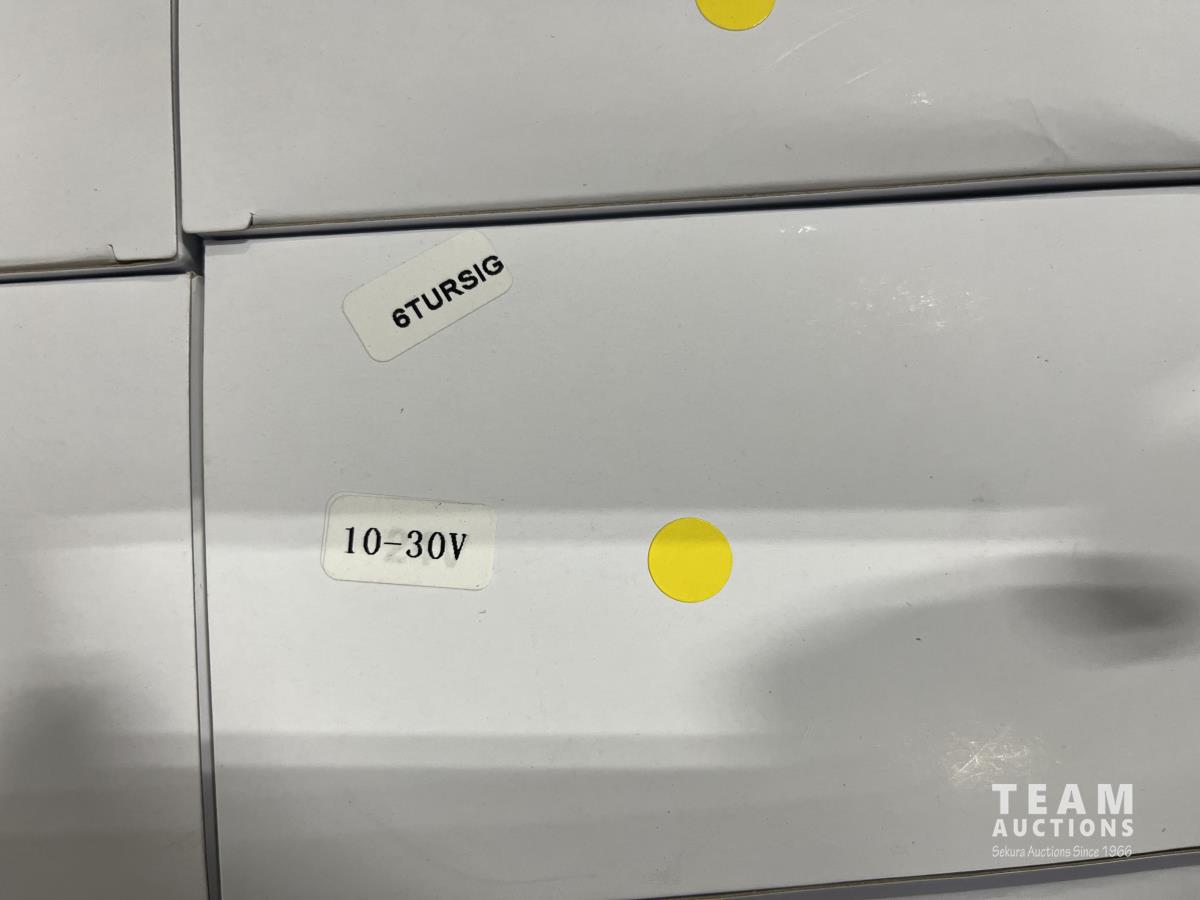 6TURSIG
10-30V
TEAM
AUCTIONS
Sekura Auctions Since 1966